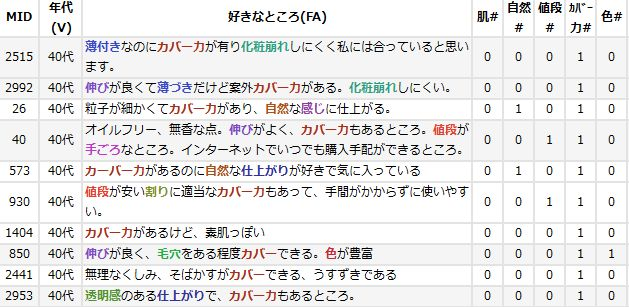 MID 年代(V) 好きなところ(FA) 肌# 自然# 値段# ｶﾊﾞｰ力# 色#
2515 40代 薄付きなのにカバー力が有り化粧崩れしにくく私には合っていると思います。 0 0 0 1 0
2992 40代 伸びが良くて薄づきだけど案外カバー力がある。化粧崩れしにくい。 0 0 0 1 0
26 40代 粒子が細かくてカバー力があり、自然な感じに仕上がる。 0 1 0 1 0
40 40代 オイルフリー、無香な点。伸びがよく、カバー力もあるところ。値段が手ごろなところ。インターネットでいつでも購入手配ができるところ。 0 0 1 1 0
573 40代 カーバー力があるのに自然な仕上がりが好きで気に入っている 0 1 0 1 0
930 40代 値段が安い割りに適当なカバー力もあって、手間がかからずに使いやすい。 0 0 1 1 0
1404 40代 カバー力があるけど、素肌っぽい 0 0 0 1 0
850 40代 伸びが良く、毛穴をある程度カバーできる。色が豊富 0 0 0 1 1
2441 40代 無理なくしみ、そばかすがカバーできる、うすずきである 0 0 0 1 0
2953 40代 透明感のある仕上がりで、カバー力もあるところ。 0 0 0 1 0